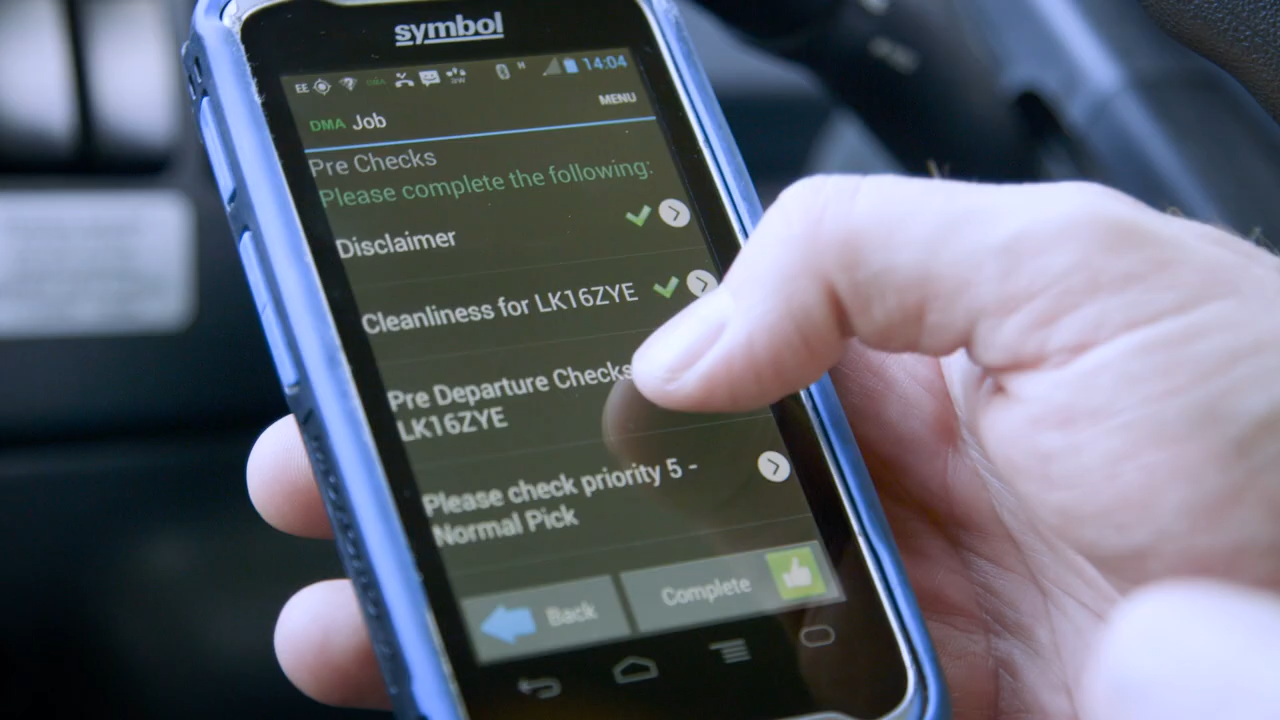 symbol
EE
14:04
DMA Job
MENU
Pre Checks
Please complete the following:
Disclaimer
Cleanliness for LK16ZYE
Pre Departure Checks
LK16ZYE
Please check priority 5 -
Normal Pick
Back
Complete